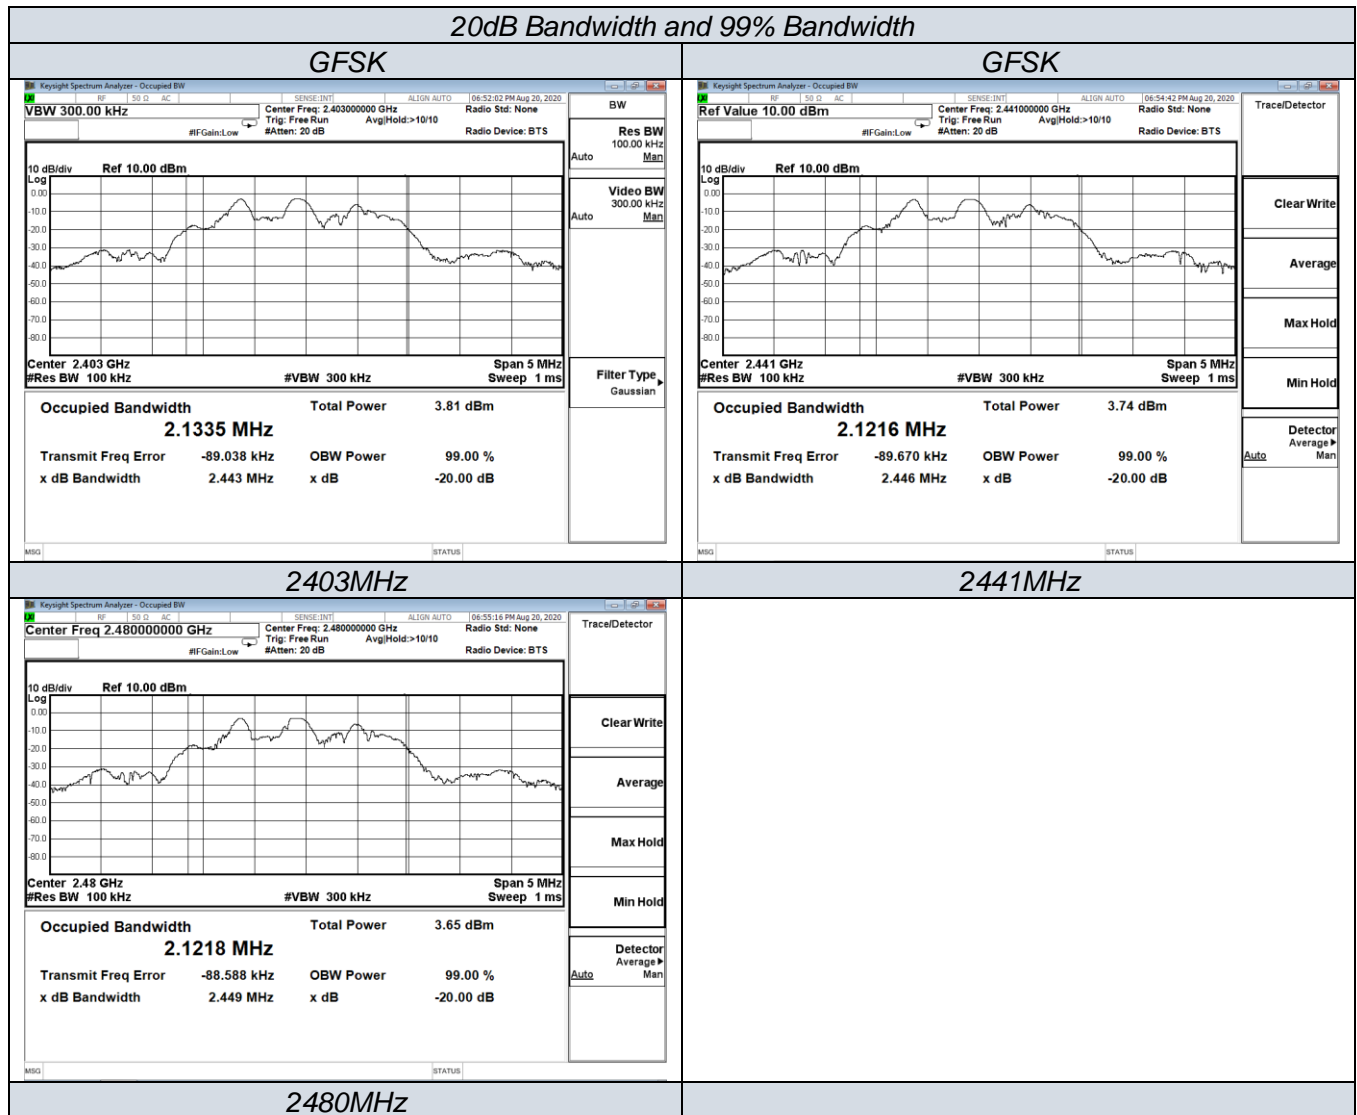 20dB Bandwidth and 99% Bandwidth
GFSK
GFSK
Keysight Spectrum Analyzer - Occupied BW
RF 50 Ω AC SENSE:INT ALIGN AUTO 06:52:02 PM Aug 20, 2020
VBW 300.00 kHz
Center Freq: 2.403000000 GHz
Radio Std: None
Trig: Free Run Avg|Hold:>10/10
#IFGain:Low #Atten: 20 dB Radio Device: BTS
10 dB/div Ref 10.00 dBm
Log
0.00
-10.0
-20.0
-30.0
-40.0
-50.0
-60.0
-70.0
-80.0
Center 2.403 GHz Span 5 MHz
#Res BW 100 kHz #VBW 300 kHz Sweep 1 ms
Occupied Bandwidth Total Power 3.81 dBm
2.1335 MHz
Transmit Freq Error -89.038 kHz OBW Power 99.00 %
x dB Bandwidth 2.443 MHz x dB -20.00 dB
MSG STATUS
BW
Res BW
100.00 kHz
Auto Man
Video BW
300.00 kHz
Auto Man
Filter Type
Gaussian
Keysight Spectrum Analyzer - Occupied BW
RF 50 Ω AC SENSE:INT ALIGN AUTO 06:54:42 PM Aug 20, 2020
Ref Value 10.00 dBm
Center Freq: 2.441000000 GHz
Radio Std: None
Trig: Free Run Avg|Hold:>10/10
#IFGain:Low #Atten: 20 dB Radio Device: BTS
10 dB/div Ref 10.00 dBm
Log
0.00
-10.0
-20.0
-30.0
-40.0
-50.0
-60.0
-70.0
-80.0
Center 2.441 GHz Span 5 MHz
#Res BW 100 kHz #VBW 300 kHz Sweep 1 ms
Occupied Bandwidth Total Power 3.74 dBm
2.1216 MHz
Transmit Freq Error -89.670 kHz OBW Power 99.00 %
x dB Bandwidth 2.446 MHz x dB -20.00 dB
MSG STATUS
Trace/Detector
Clear Write
Average
Max Hold
Min Hold
Detector
Average
Auto Man
2403MHz
2441MHz
Keysight Spectrum Analyzer - Occupied BW
RF 50 Ω AC SENSE:INT ALIGN AUTO 06:55:16 PM Aug 20, 2020
Center Freq 2.480000000 GHz
Center Freq: 2.480000000 GHz
Radio Std: None
Trig: Free Run Avg|Hold:>10/10
#IFGain:Low #Atten: 20 dB Radio Device: BTS
10 dB/div Ref 10.00 dBm
Log
0.00
-10.0
-20.0
-30.0
-40.0
-50.0
-60.0
-70.0
-80.0
Center 2.48 GHz Span 5 MHz
#Res BW 100 kHz #VBW 300 kHz Sweep 1 ms
Occupied Bandwidth Total Power 3.65 dBm
2.1218 MHz
Transmit Freq Error -88.588 kHz OBW Power 99.00 %
x dB Bandwidth 2.449 MHz x dB -20.00 dB
MSG STATUS
Trace/Detector
Clear Write
Average
Max Hold
Min Hold
Detector
Average
Auto Man
2480MHz